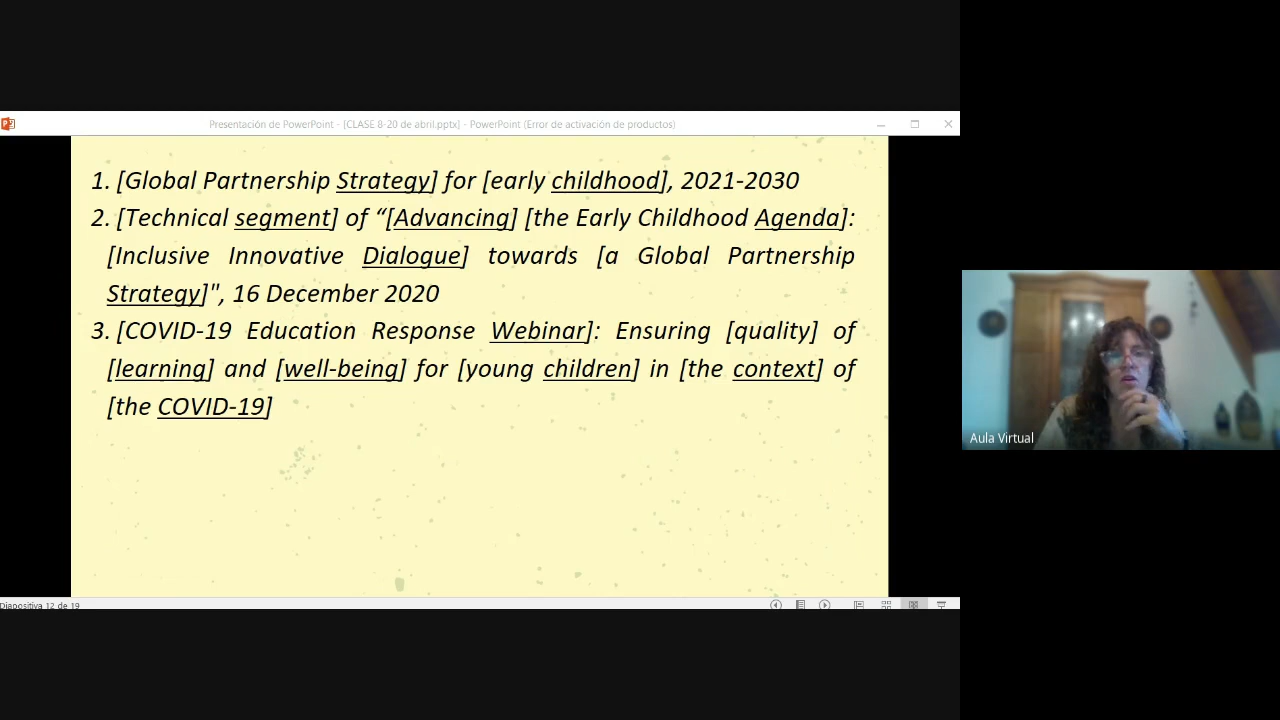 Presentación de PowerPoint - [CLASE 8-20 de abril.pptx] - PowerPoint (Error de activación de productos)
1. [Global Partnership Strategy] for [early childhood], 2021-2030
2. [Technical segment] of “[Advancing] [the Early Childhood Agenda]:
[Inclusive Innovative Dialogue] towards [a Global Partnership
Strategy]", 16 December 2020
3. [COVID-19 Education Response Webinar]: Ensuring [quality] of
[learning] and [well-being] for [young children] in [the context] of
[the COVID-19]
Aula Virtual
Diapositiva 12 de 19